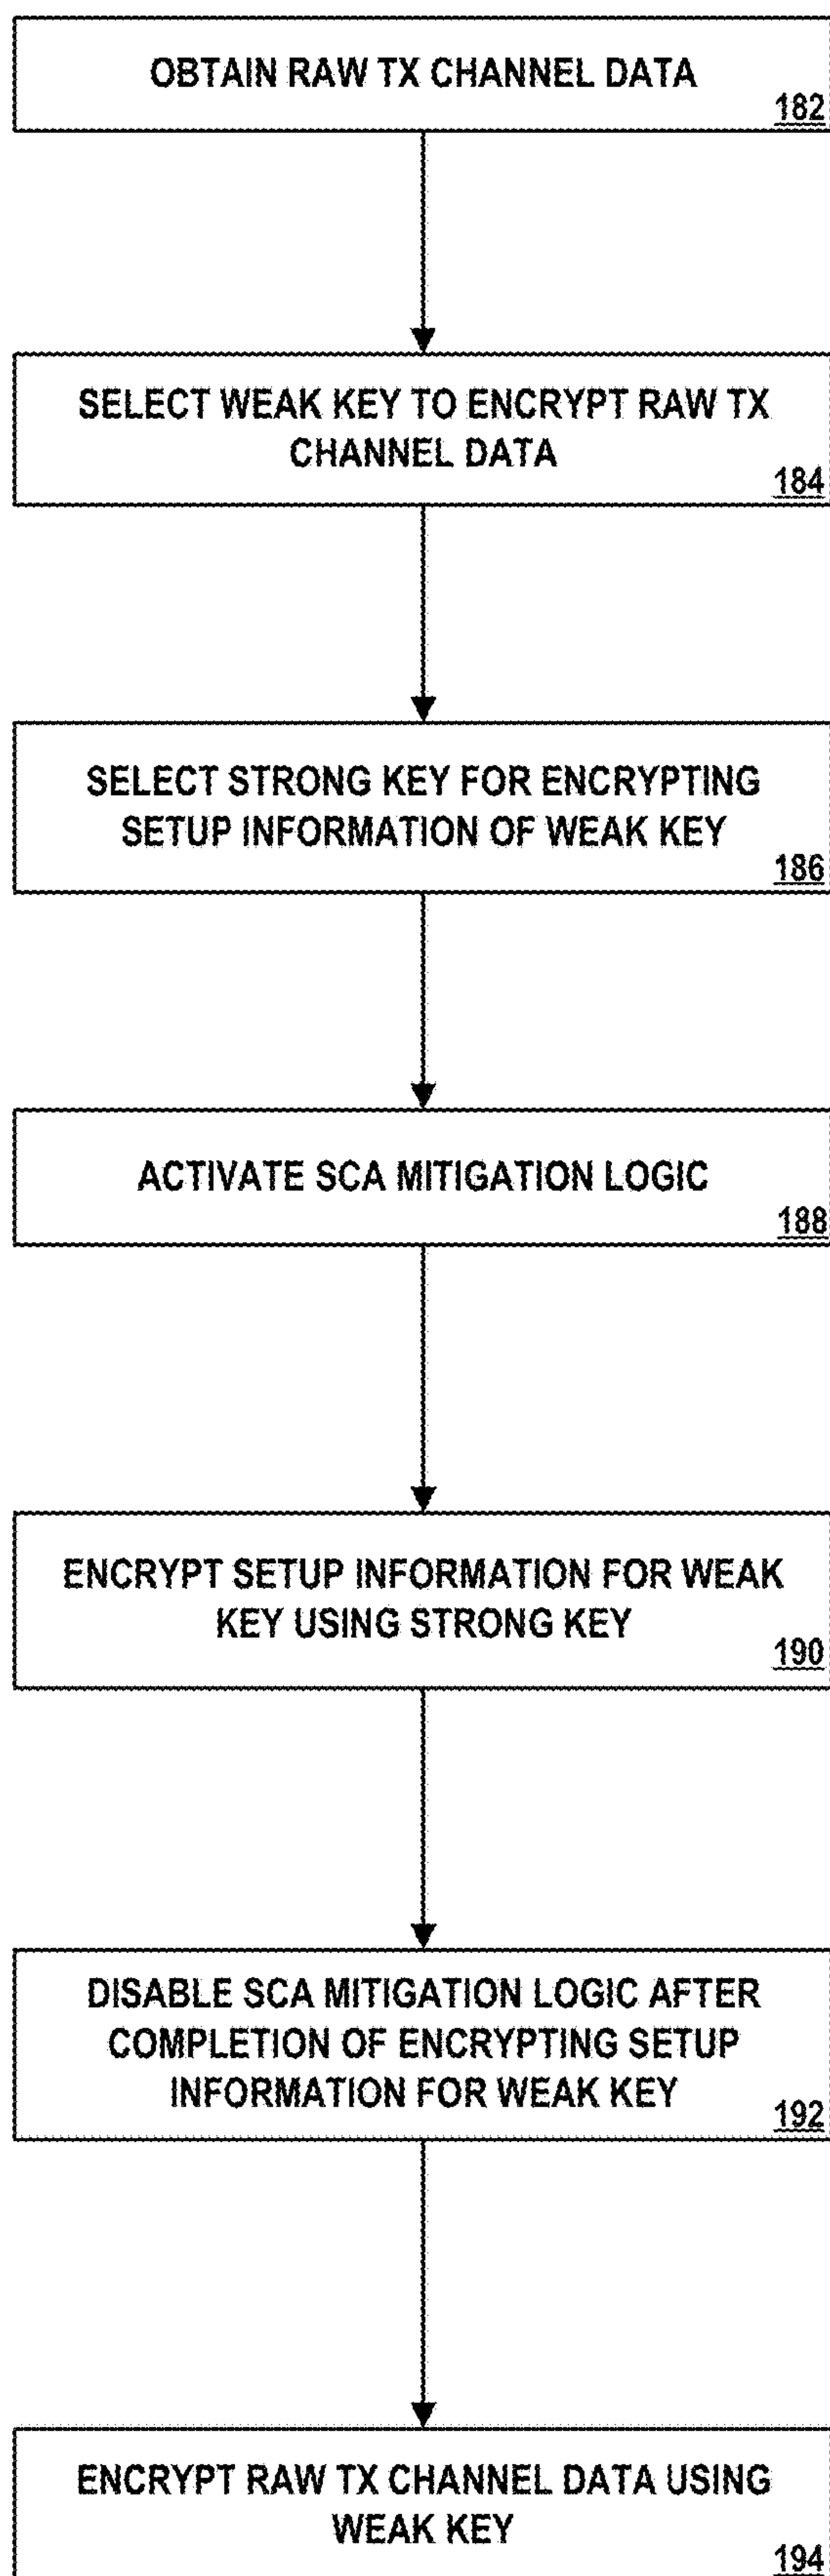 OBTAIN RAW TX CHANNEL DATA
182
SELECT WEAK KEY TO ENCRYPT RAW TX
CHANNEL DATA
184
SELECT STRONG KEY FOR ENCRYPTING
SETUP INFORMATION OF WEAK KEY
186
ACTIVATE SCA MITIGATION LOGIC
188
ENCRYPT SETUP INFORMATION FOR WEAK
KEY USING STRONG KEY
190
DISABLE SCA MITIGATION LOGIC AFTER
COMPLETION OF ENCRYPTING SETUP
INFORMATION FOR WEAK KEY
192
ENCRYPT RAW TX CHANNEL DATA USING
WEAK KEY
194